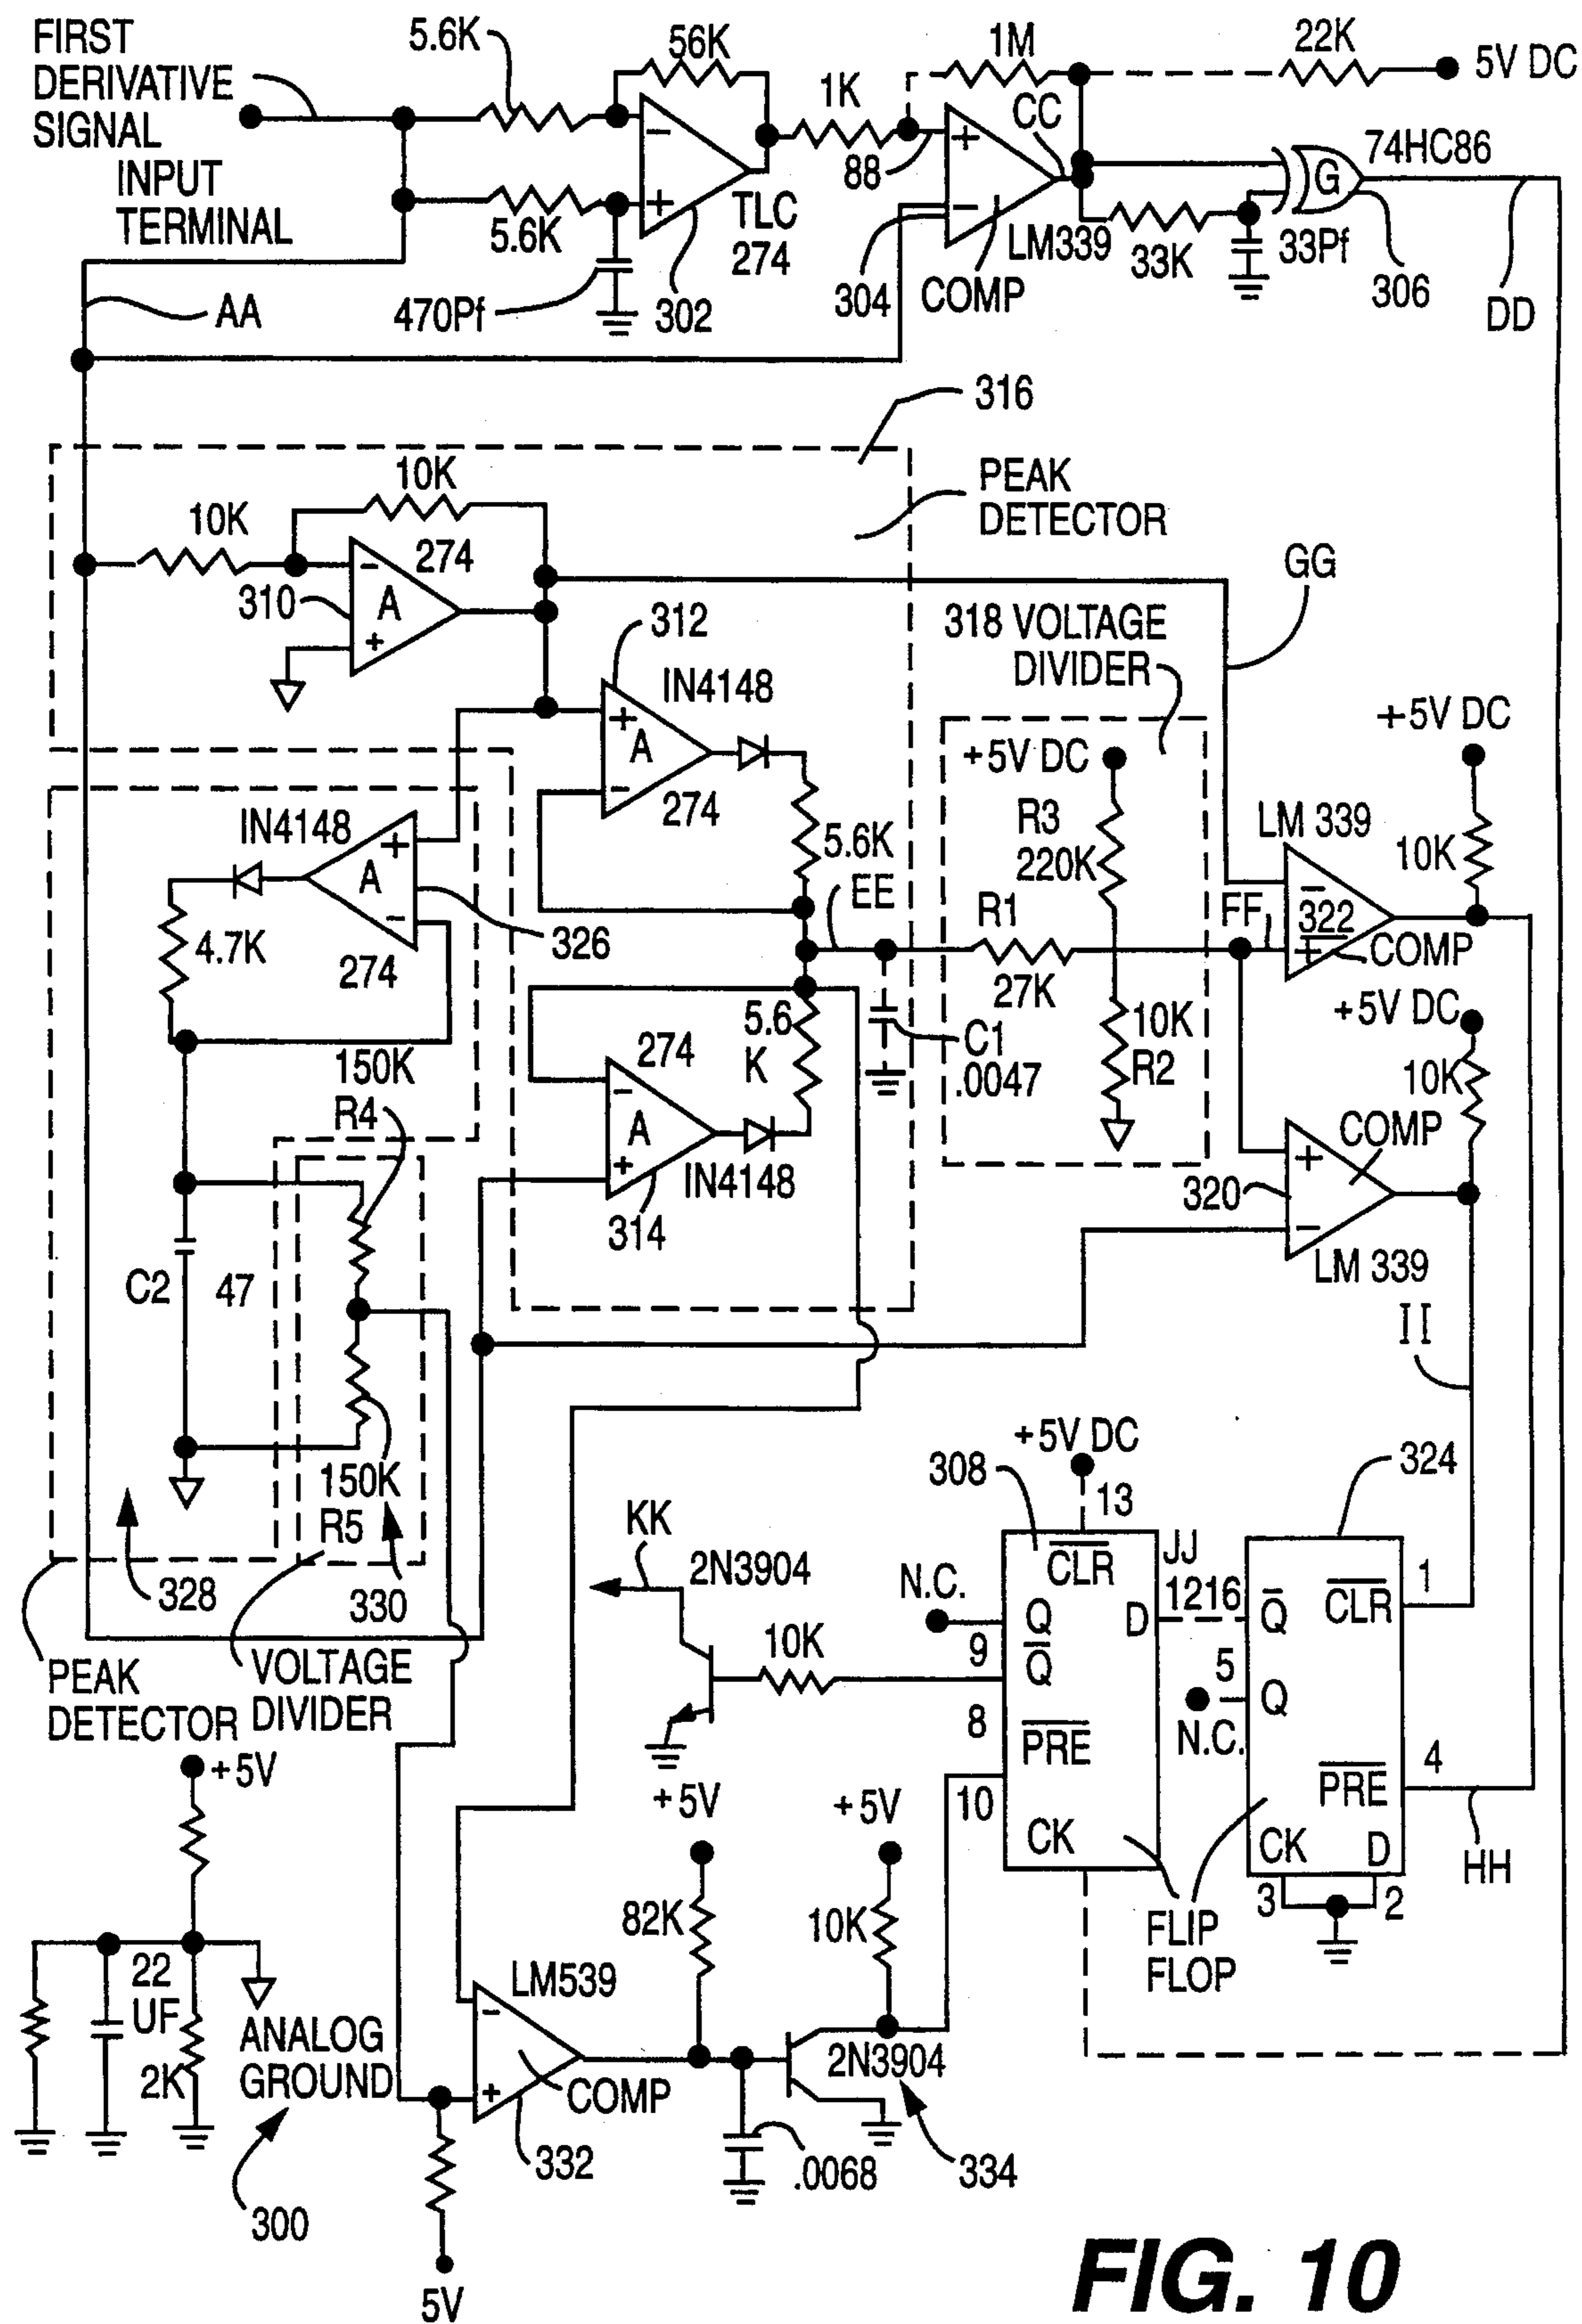 FIRST
DERIVATIVE
SIGNAL
INPUT
TERMINAL
5.6K
56K
1K
1M
22K
5V DC
CC
88
5.6K
TLC
274
470Pf
302
304
COMP
LM339
33K
33Pf
G
74HC86
306
DD
AA
316
PEAK
DETECTOR
10K
10K
274
310
A
312
IN4148
A
274
5.6K
EE
318 VOLTAGE
DIVIDER
GG
+5V DC
R3
220K
R1
27K
10K
R2
C1
.0047
FF
LM 339
322
COMP
+5V DC
10K
+5V DC
10K
COMP
320
LM 339
II
IN4148
A
326
274
4.7K
150K
R4
274
5.6
K
A
IN4148
314
C2
47
150K
R5
328
330
PEAK
DETECTOR
VOLTAGE
DIVIDER
KK
2N3904
10K
308
+5V DC
13
CLR
N.C.
Q
9
Q
8
PRE
10
CK
D
JJ
12
16
324
Q
CLR
1
5
Q
N.C.
PRE
4
CK
D
3
2
HH
FLIP
FLOP
+5V
22
UF
2K
ANALOG
GROUND
300
+5V
82K
+5V
10K
LM539
COMP
332
.0068
2N3904
334
5V
FIG. 10